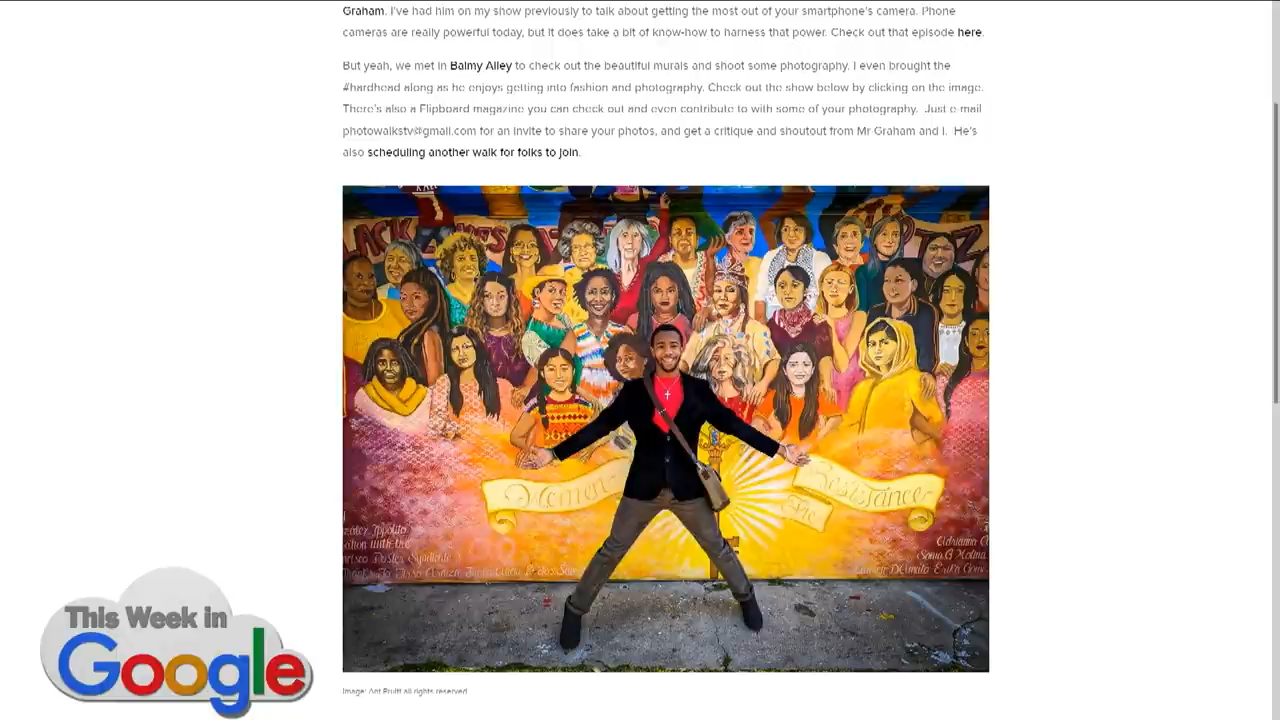 Graham. I've had him on my show previously to talk about getting the most out of your smartphone's camera. Phone
cameras are really powerful today, but it does take a bit of know-how to harness that power. Check out that episode here.
But yeah, we met in Balmy Alley to check out the beautiful murals and shoot some photography. I even brought the
#hardhead along as he enjoys getting into fashion and photography. Check out the show below by clicking on the image.
There's also a Flipboard magazine you can check out and even contribute to with some of your photography. Just e-mail
photowalkstv@gmail.com for an invite to share your photos, and get a critique and shoutout from Mr Graham and I. He's
also scheduling another walk for folks to join.
Women
Resistance
This Week in
Google
Image: Ant Pruitt all rights reserved